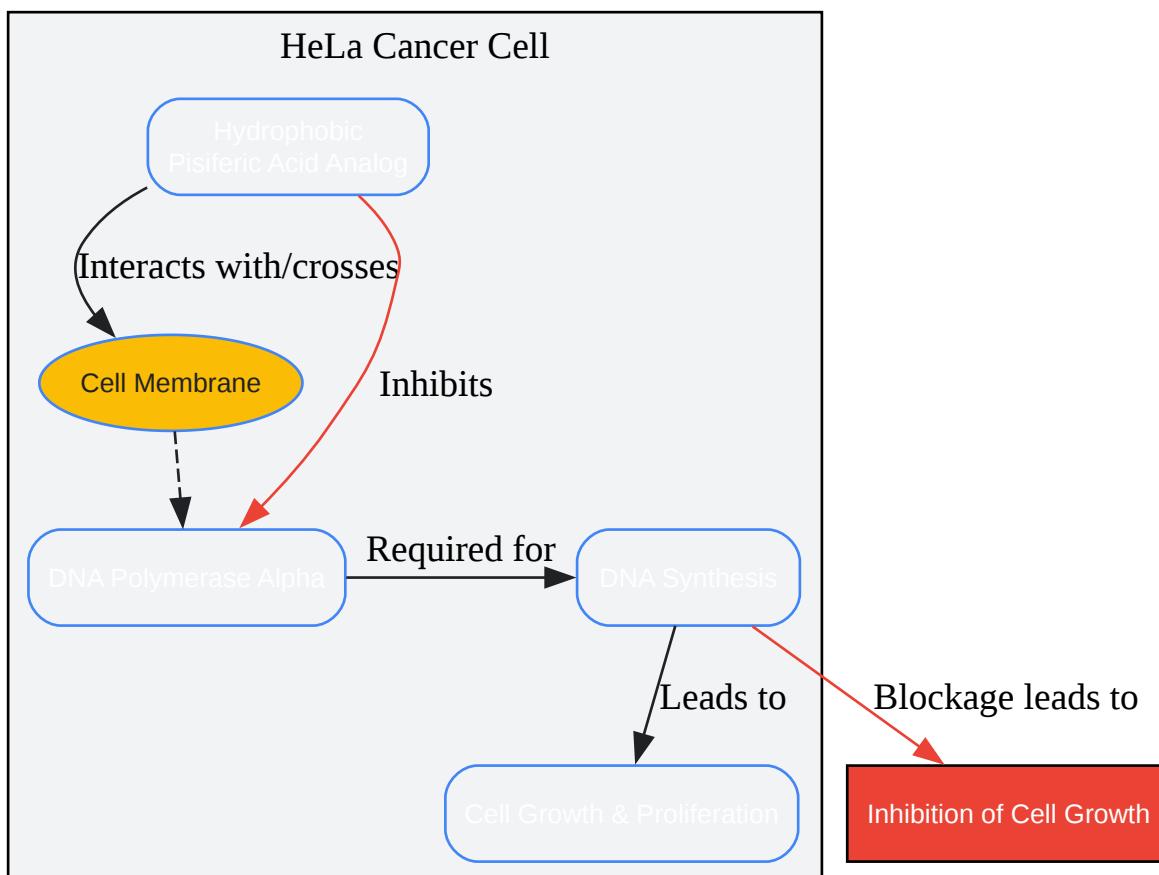 HeLa Cancer Cell
Hydrophobic
Pisiferic Acid Analog
Interacts with/crosses
Cell Membrane
Inhibits
DNA Polymerase Alpha
Required for
DNA Synthesis
Leads to
Blockage leads to
Cell Growth & Proliferation
Inhibition of Cell Growth